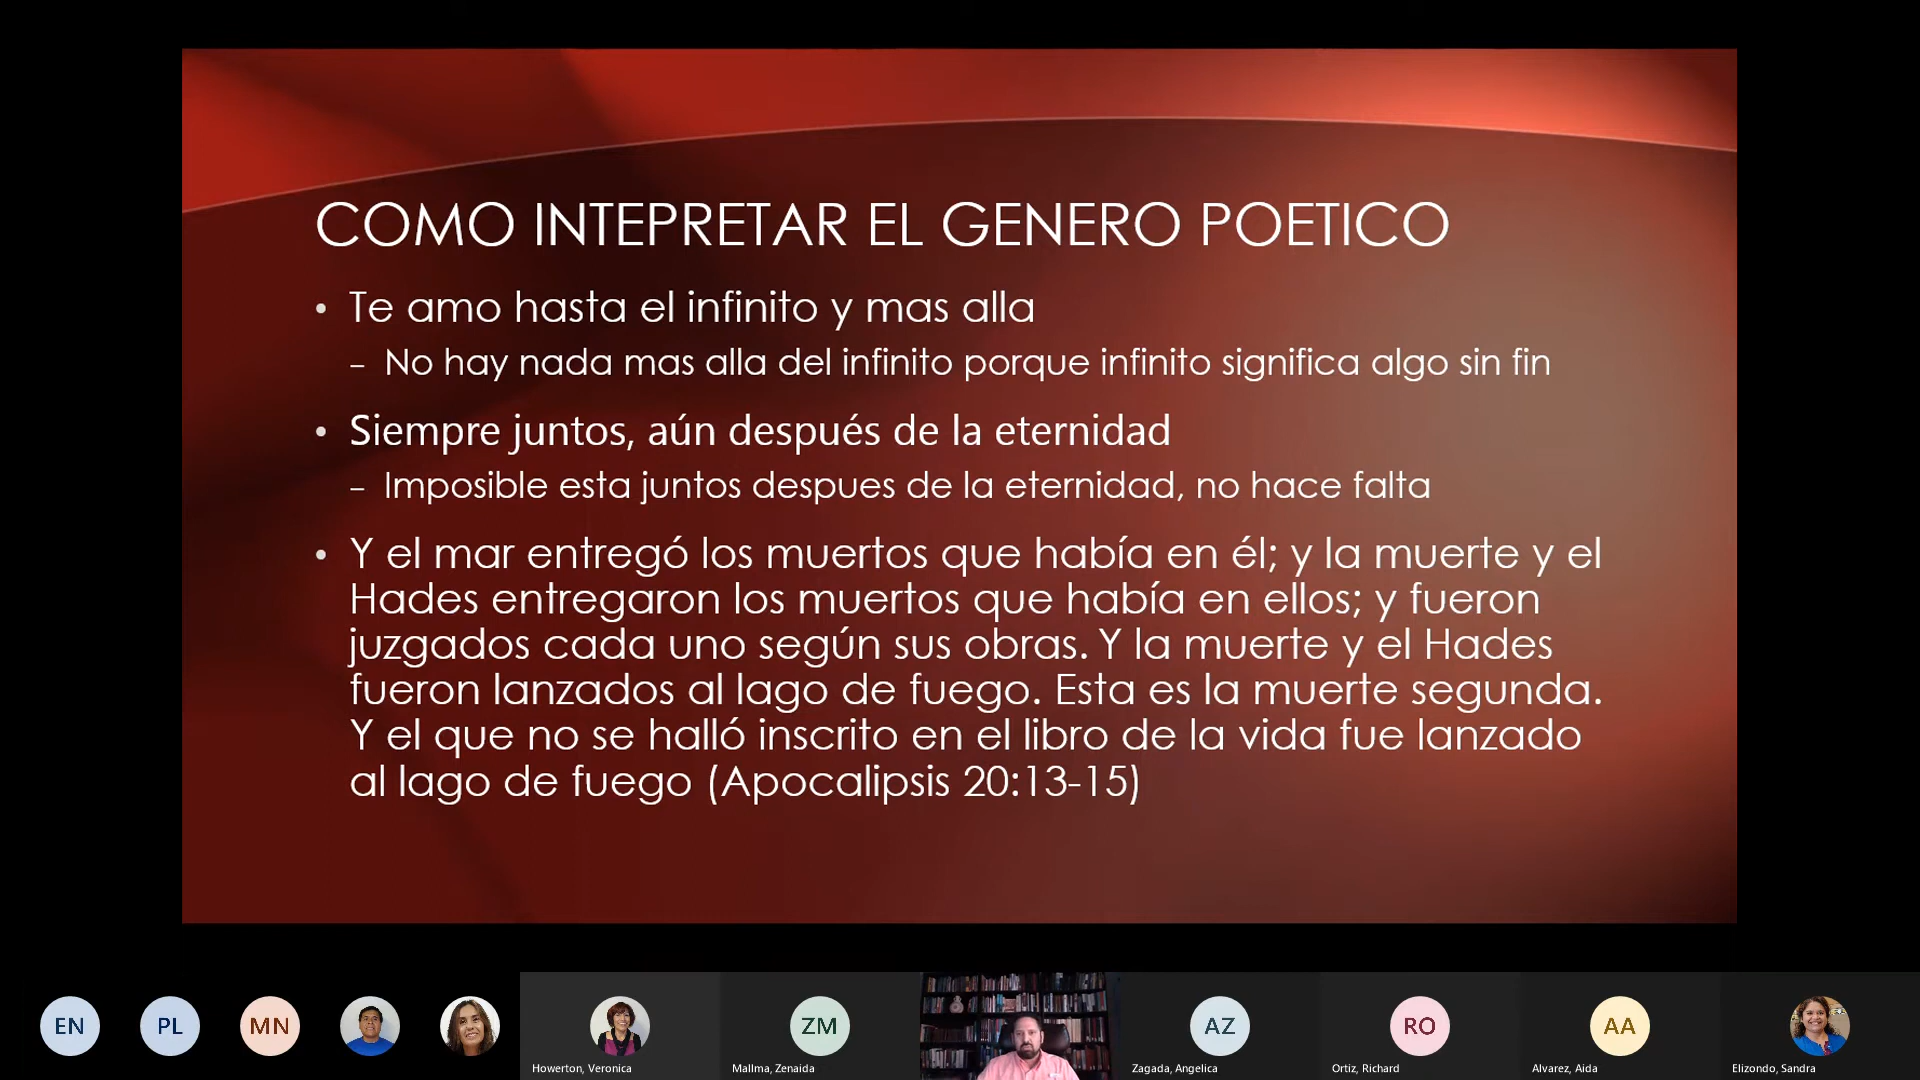 COMO INTEPRETAR EL GENERO POETICO
• Te amo hasta el infinito y mas alla
– No hay nada mas alla del infinito porque infinito significa algo sin fin
• Siempre juntos, aún después de la eternidad
– Imposible esta juntos despues de la eternidad, no hace falta
• Y el mar entregó los muertos que había en él; y la muerte y el
Hades entregaron los muertos que había en ellos; y fueron
juzgados cada uno según sus obras. Y la muerte y el Hades
fueron lanzados al lago de fuego. Esta es la muerte segunda.
Y el que no se halló inscrito en el libro de la vida fue lanzado
al lago de fuego (Apocalipsis 20:13-15)
EN
PL
MN
ZM
AZ
RO
AA
Howerton, Veronica
Mallma, Zenaida
Zagada, Angelica
Ortiz, Richard
Alvarez, Aida
Elizondo, Sandra